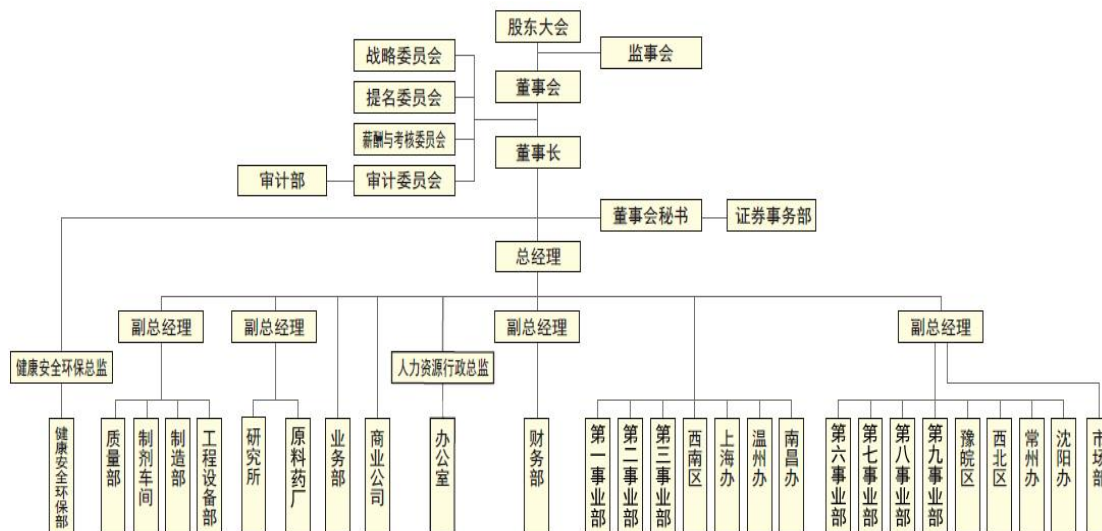 股东大会
监事会
战略委员会
董事会
提名委员会
薪酬与考核委员会
董事长
审计部
审计委员会
董事会秘书
证券事务部
总经理
副总经理
副总经理
副总经理
副总经理
健康安全环保总监
人力资源行政总监
健康安全环保部
质量部
制剂车间
制造部
工程设备部
研究所
原料药厂
业务部
商业公司
办公室
财务部
第一事业部
第二事业部
第三事业部
西南区
上海办
温州办
南昌办
第六事业部
第七事业部
第八事业部
第九事业部
豫皖区
西北区
常州办
沈阳办
市场部